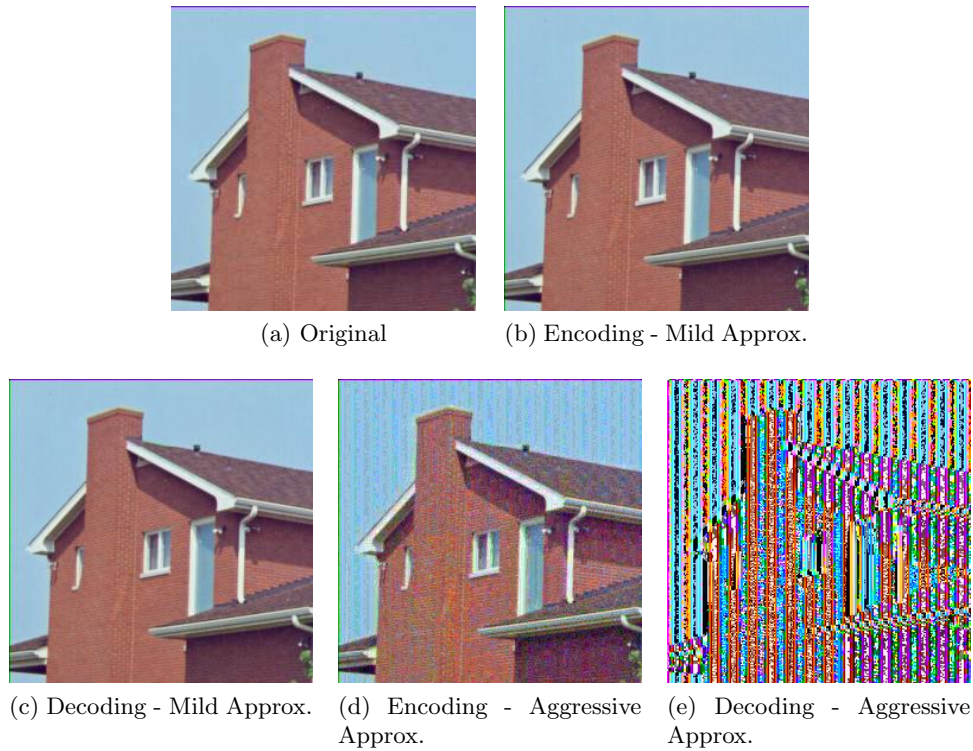 (a) Original
(b) Encoding - Mild Approx.
(c) Decoding - Mild Approx.
(d) Encoding - Aggressive
Approx.
(e) Decoding - Aggressive
Approx.